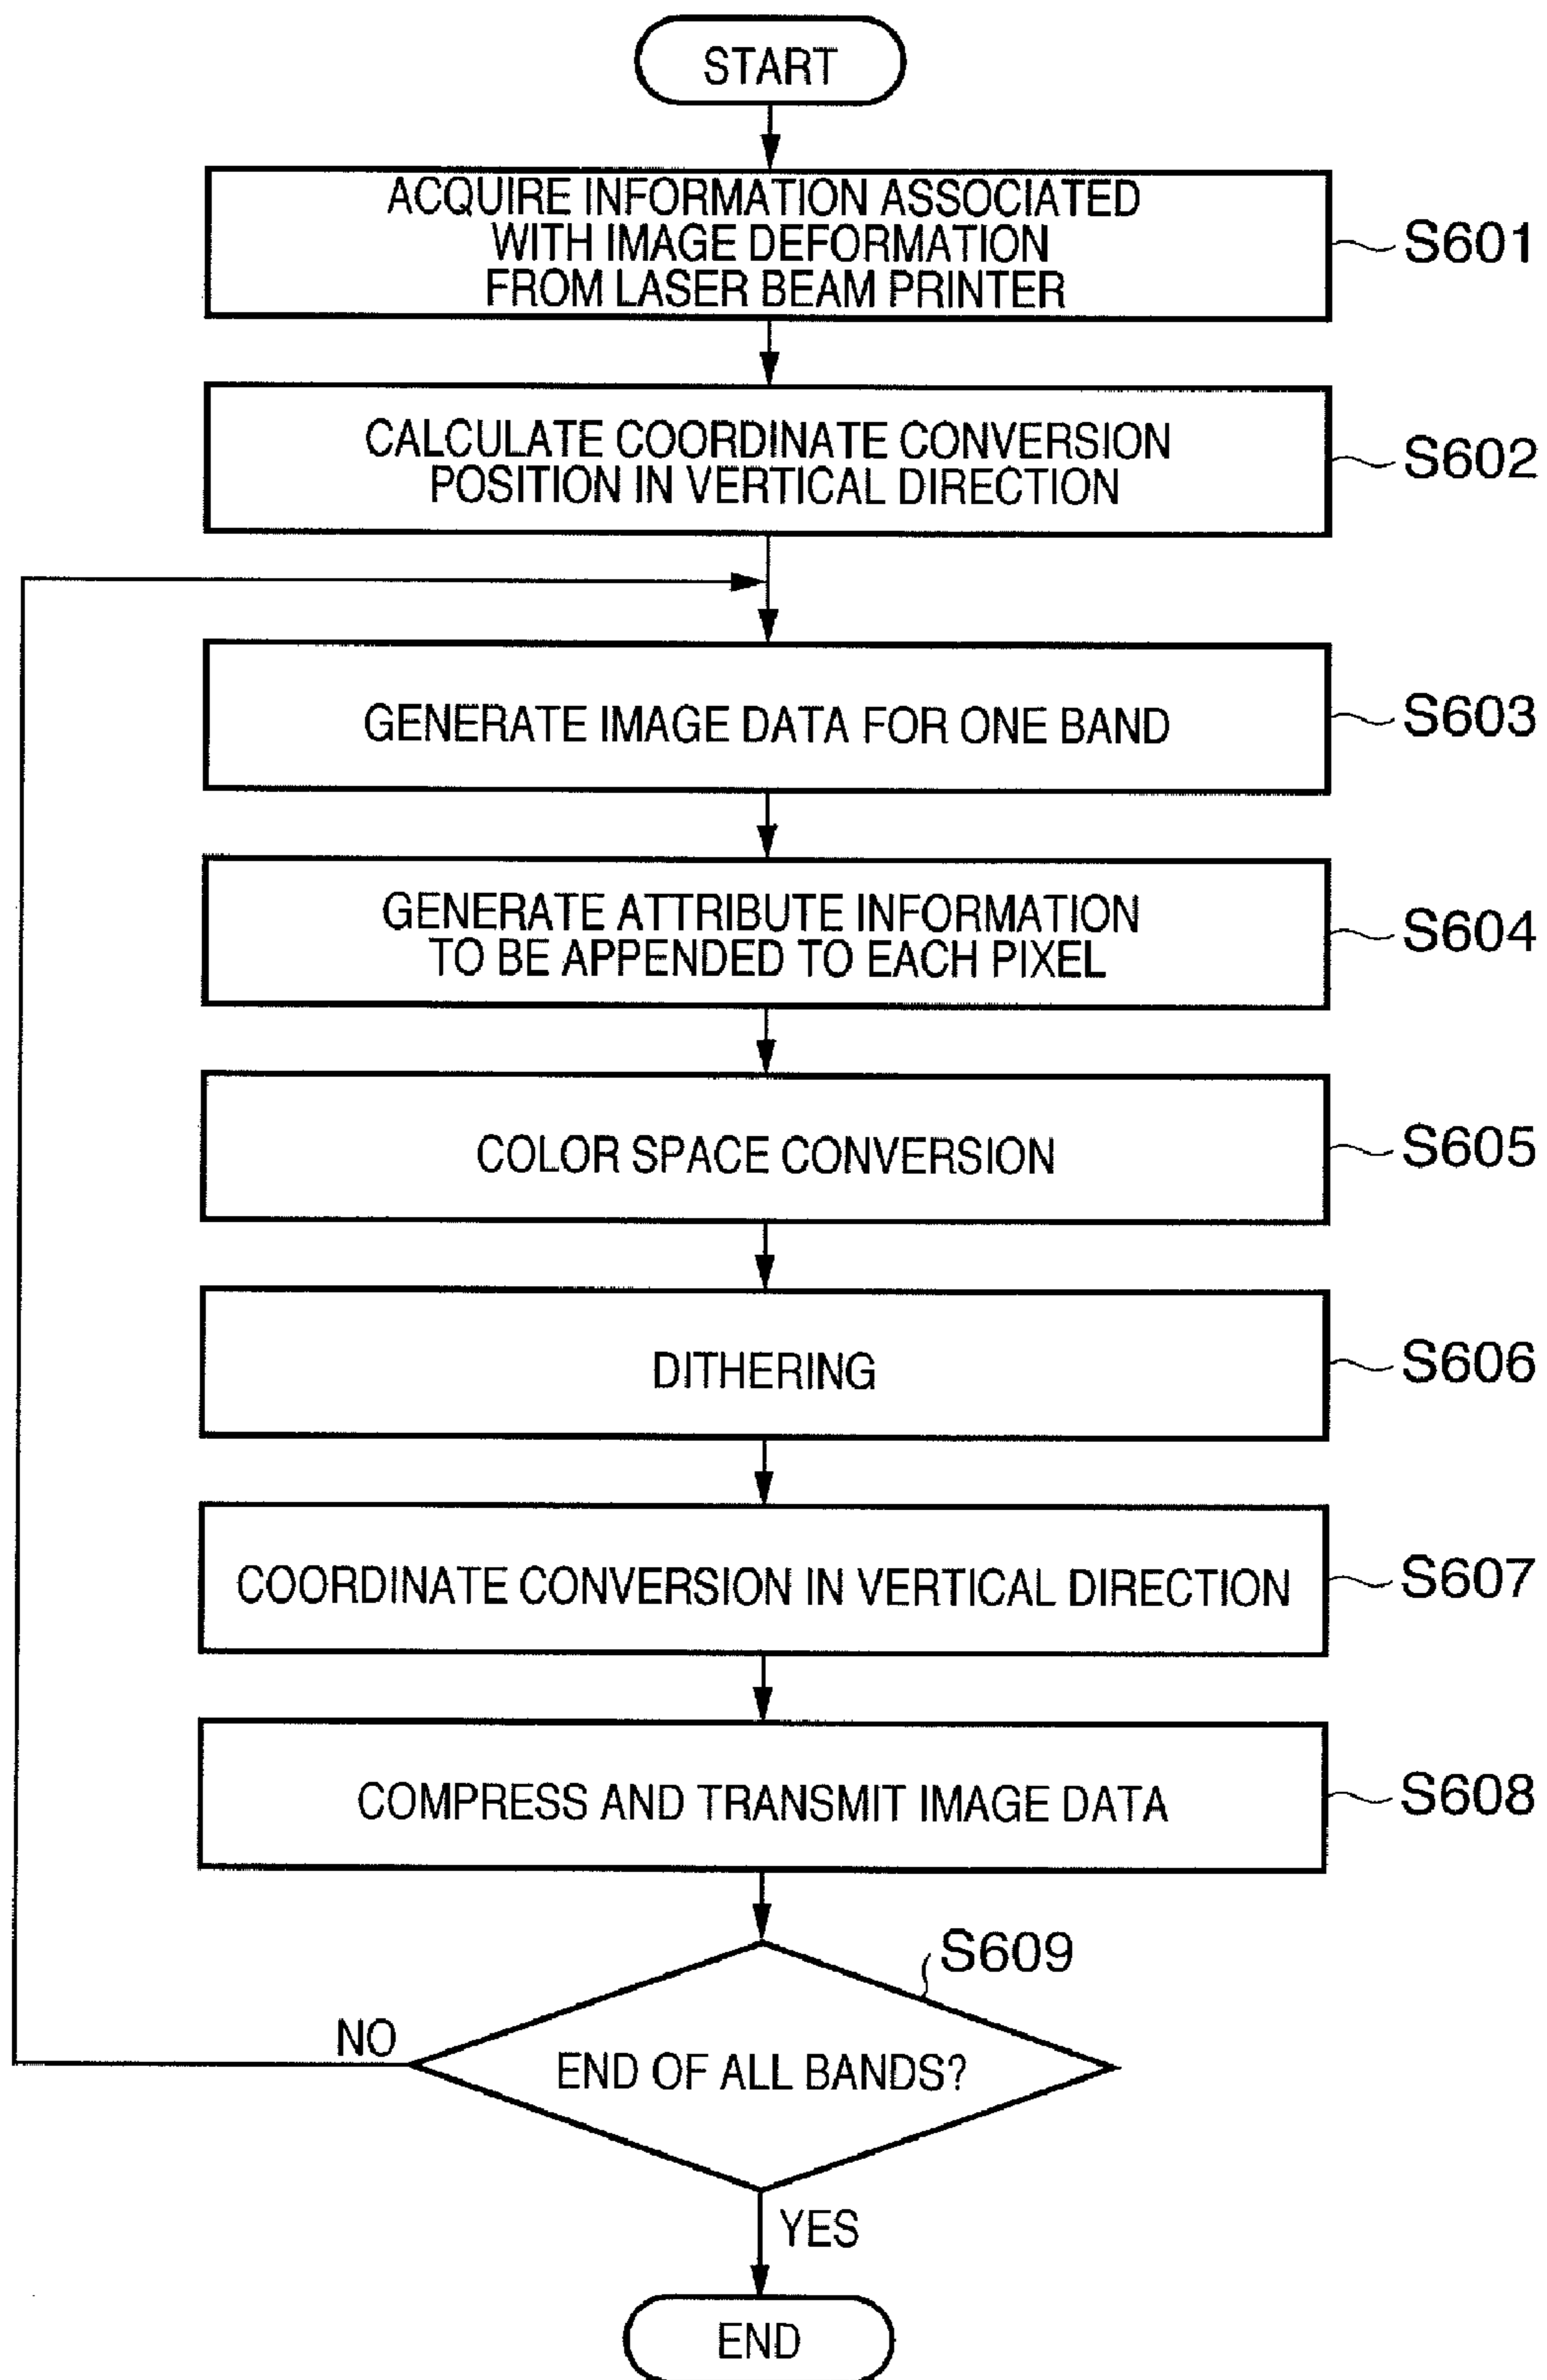 START
ACQUIRE INFORMATION ASSOCIATED
WITH IMAGE DEFORMATION
FROM LASER BEAM PRINTER
S601
CALCULATE COORDINATE CONVERSION
POSITION IN VERTICAL DIRECTION
S602
GENERATE IMAGE DATA FOR ONE BAND
S603
GENERATE ATTRIBUTE INFORMATION
TO BE APPENDED TO EACH PIXEL
S604
COLOR SPACE CONVERSION
S605
DITHERING
S606
COORDINATE CONVERSION IN VERTICAL DIRECTION
S607
COMPRESS AND TRANSMIT IMAGE DATA
S608
S609
NO
END OF ALL BANDS?
YES
END